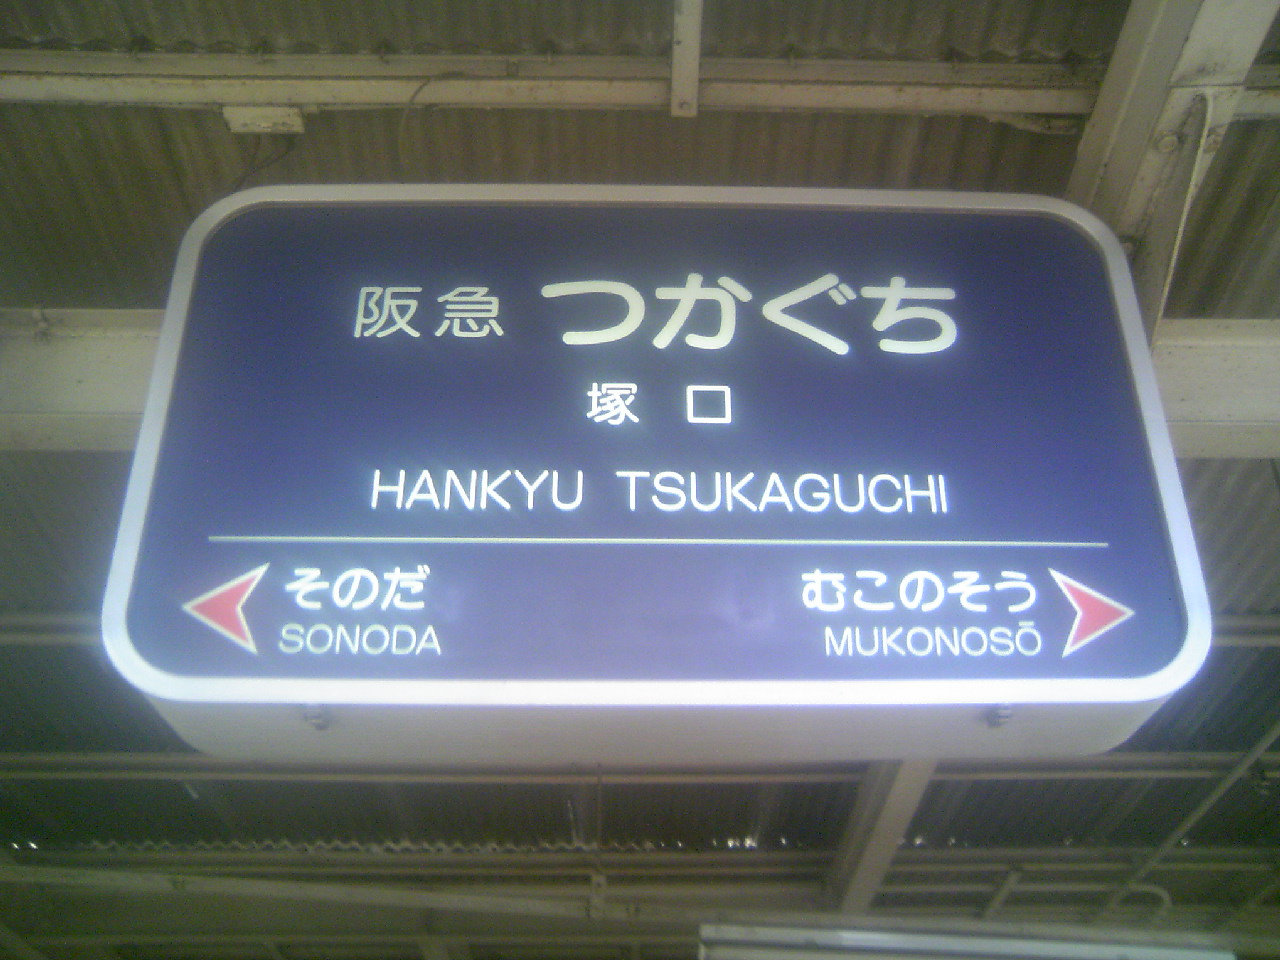 阪急 つかぐち
塚口
HANKYU TSUKAGUCHI
そのだ
SONODA
むこのそう
MUKONOSŌ